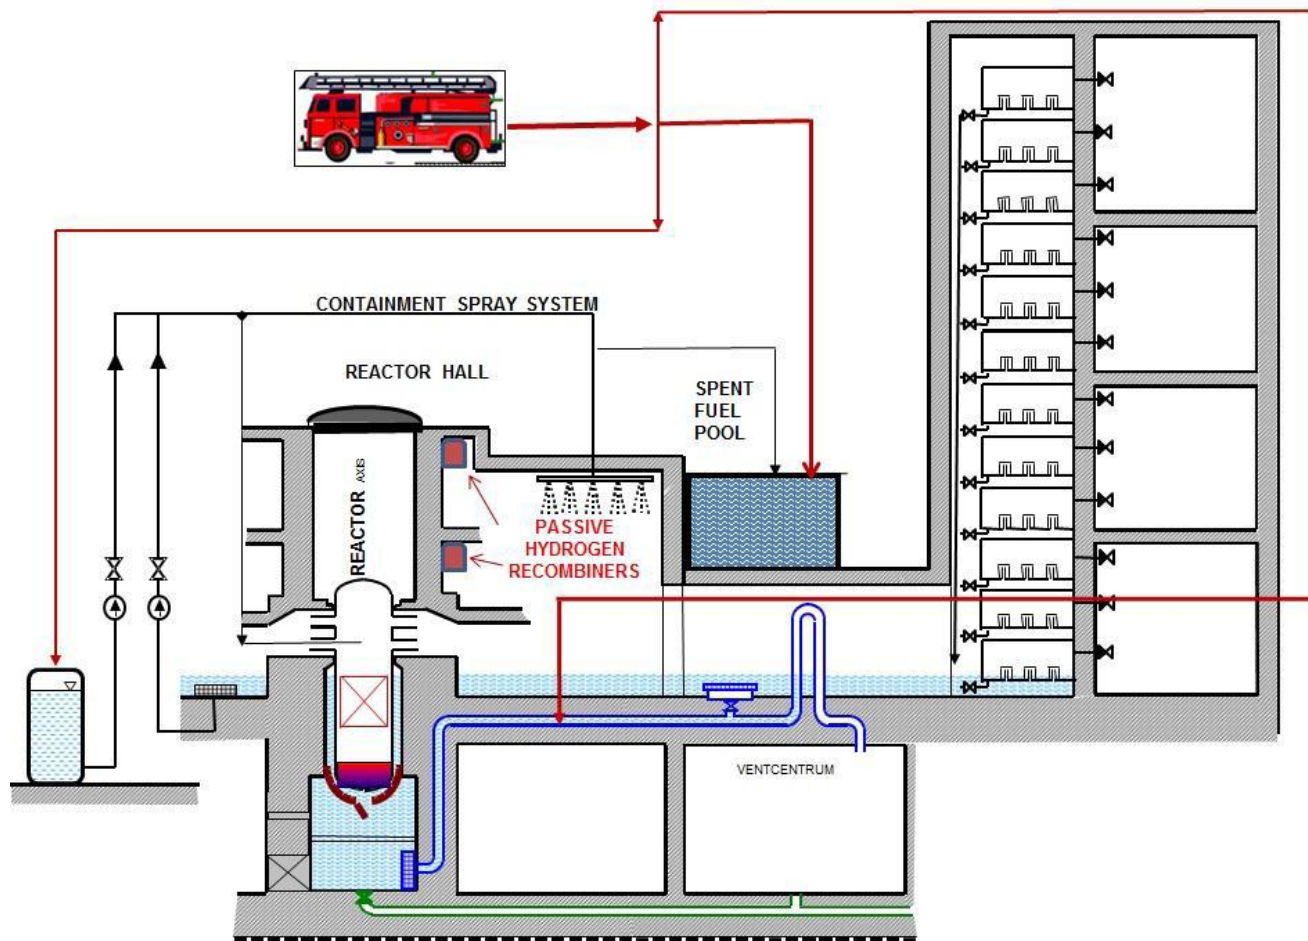 CONTAINMENT SPRAY SYSTEM
REACTOR HALL
SPENT
FUEL
POOL
REACTOR AXIS
PASSIVE
HYDROGEN
RECOMBINERS
VENTCENTRUM